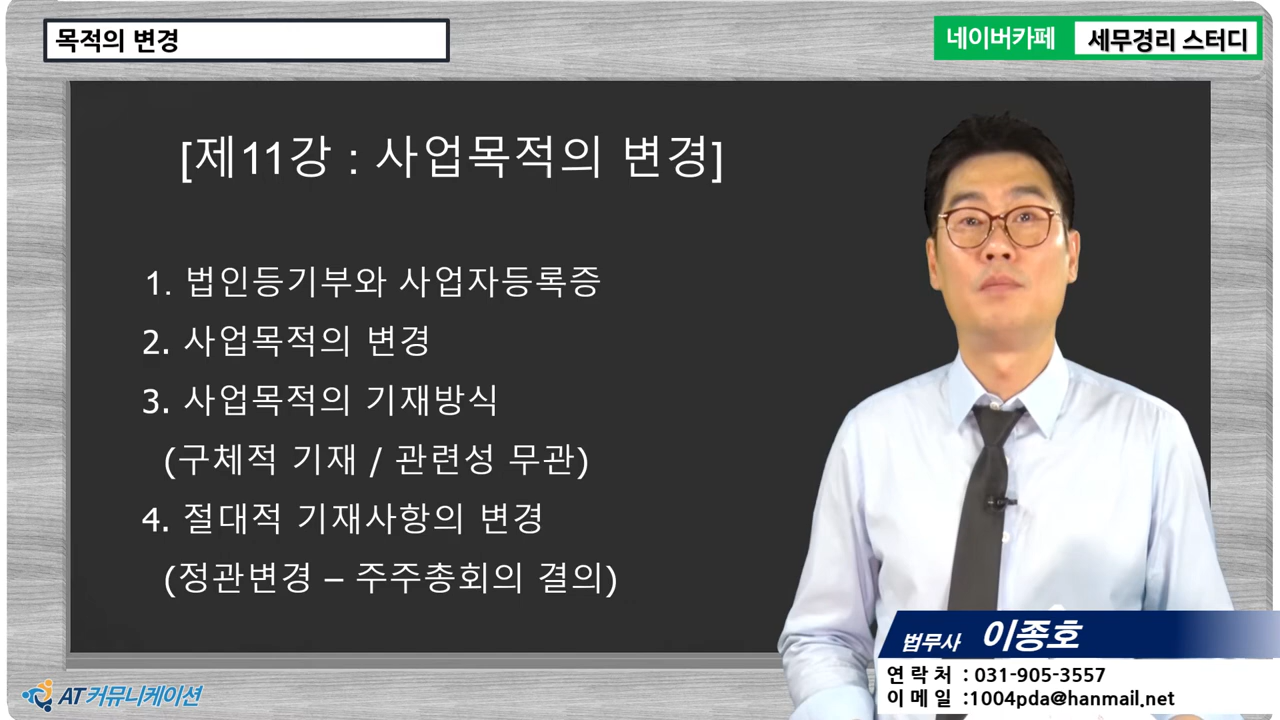 목적의 변경
네이버카페 세무경리 스터디
[제11강 : 사업목적의 변경]
1. 법인등기부와 사업자등록증
2. 사업목적의 변경
3. 사업목적의 기재방식
(구체적 기재 / 관련성 무관)
4. 절대적 기재사항의 변경
(정관변경 – 주주총회의 결의)
법무사 이종호
연 락 처 : 031-905-3557
이 메 일 :1004pda@hanmail.net
AT커뮤니케이션